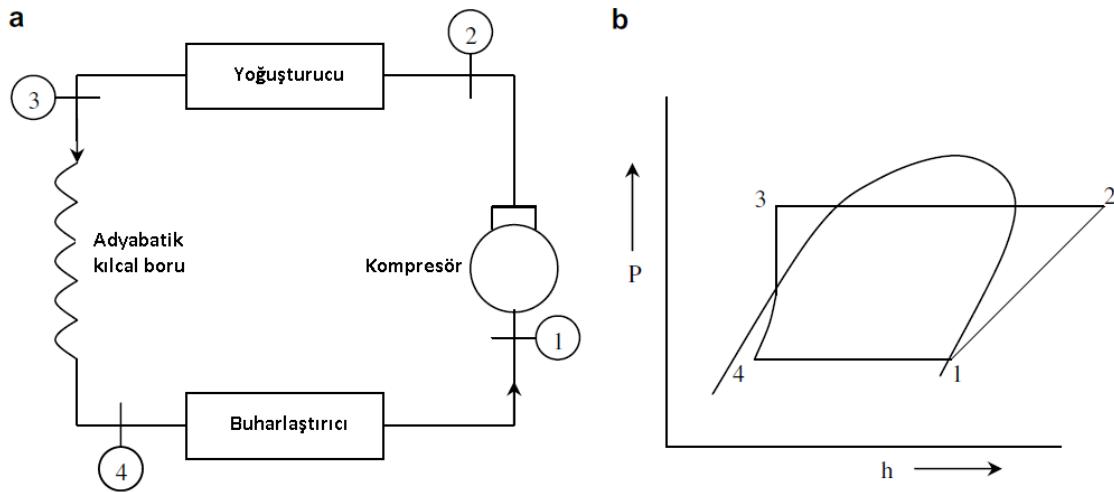 a
2
Yoğuşturucu
3
Adyabatik
kılcal boru
Kompresör
1
Buharlaştırıcı
4
b
3
2
P
4
1
h